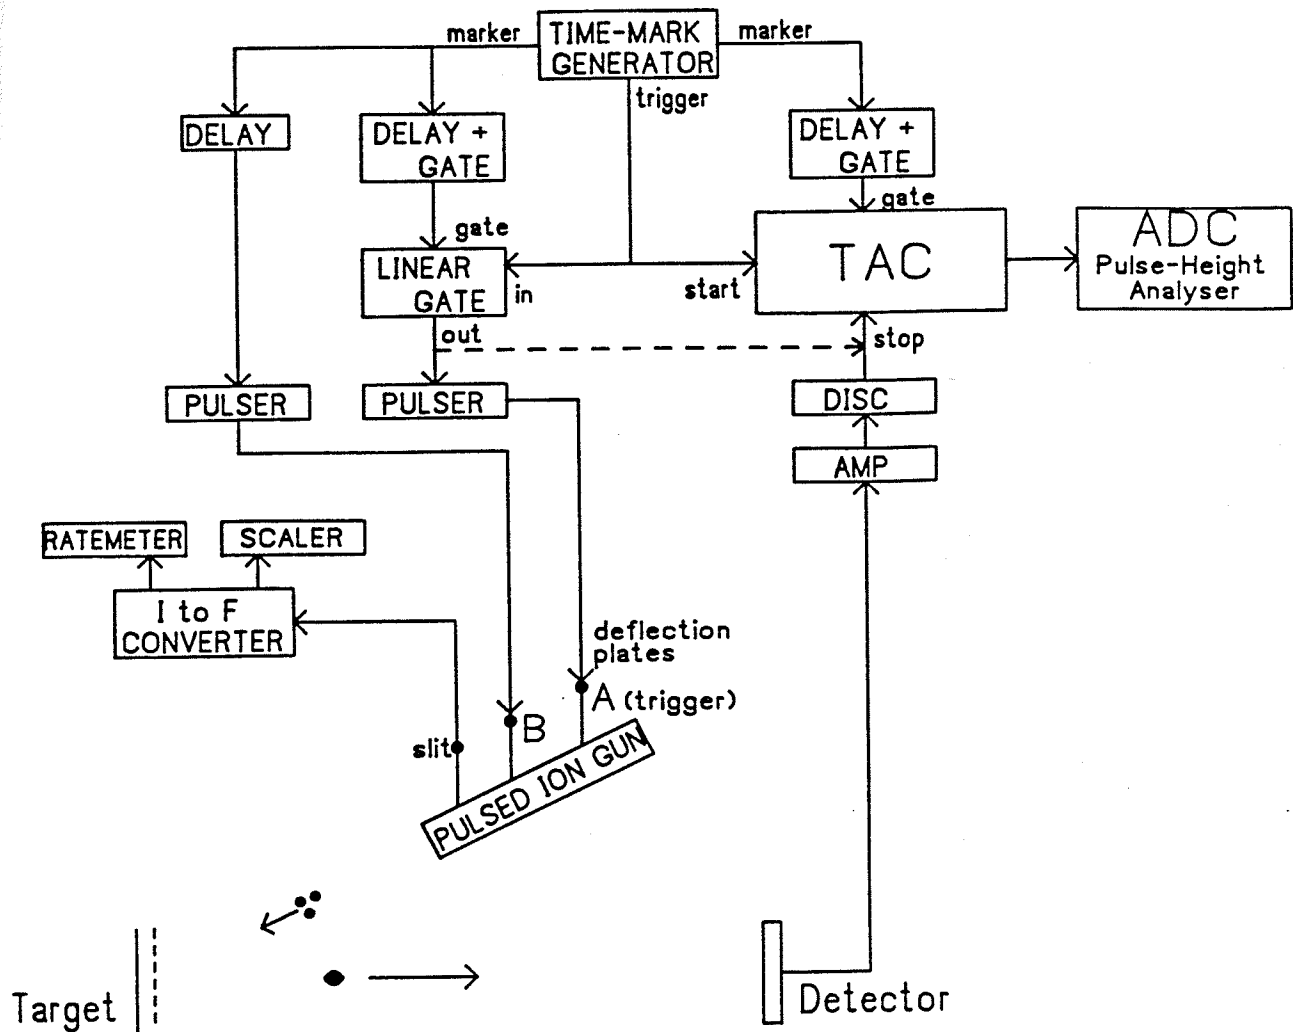 marker
TIME-MARK
GENERATOR
marker
trigger
DELAY
DELAY +
GATE
DELAY +
GATE
gate
gate
LINEAR
GATE
in
start
TAC
ADC
Pulse-Height
Analyser
out
stop
PULSER
PULSER
DISC
AMP
RATEMETER
SCALER
I to F
CONVERTER
deflection
plates
A (trigger)
B
slit
PULSED ION GUN
Target
Detector